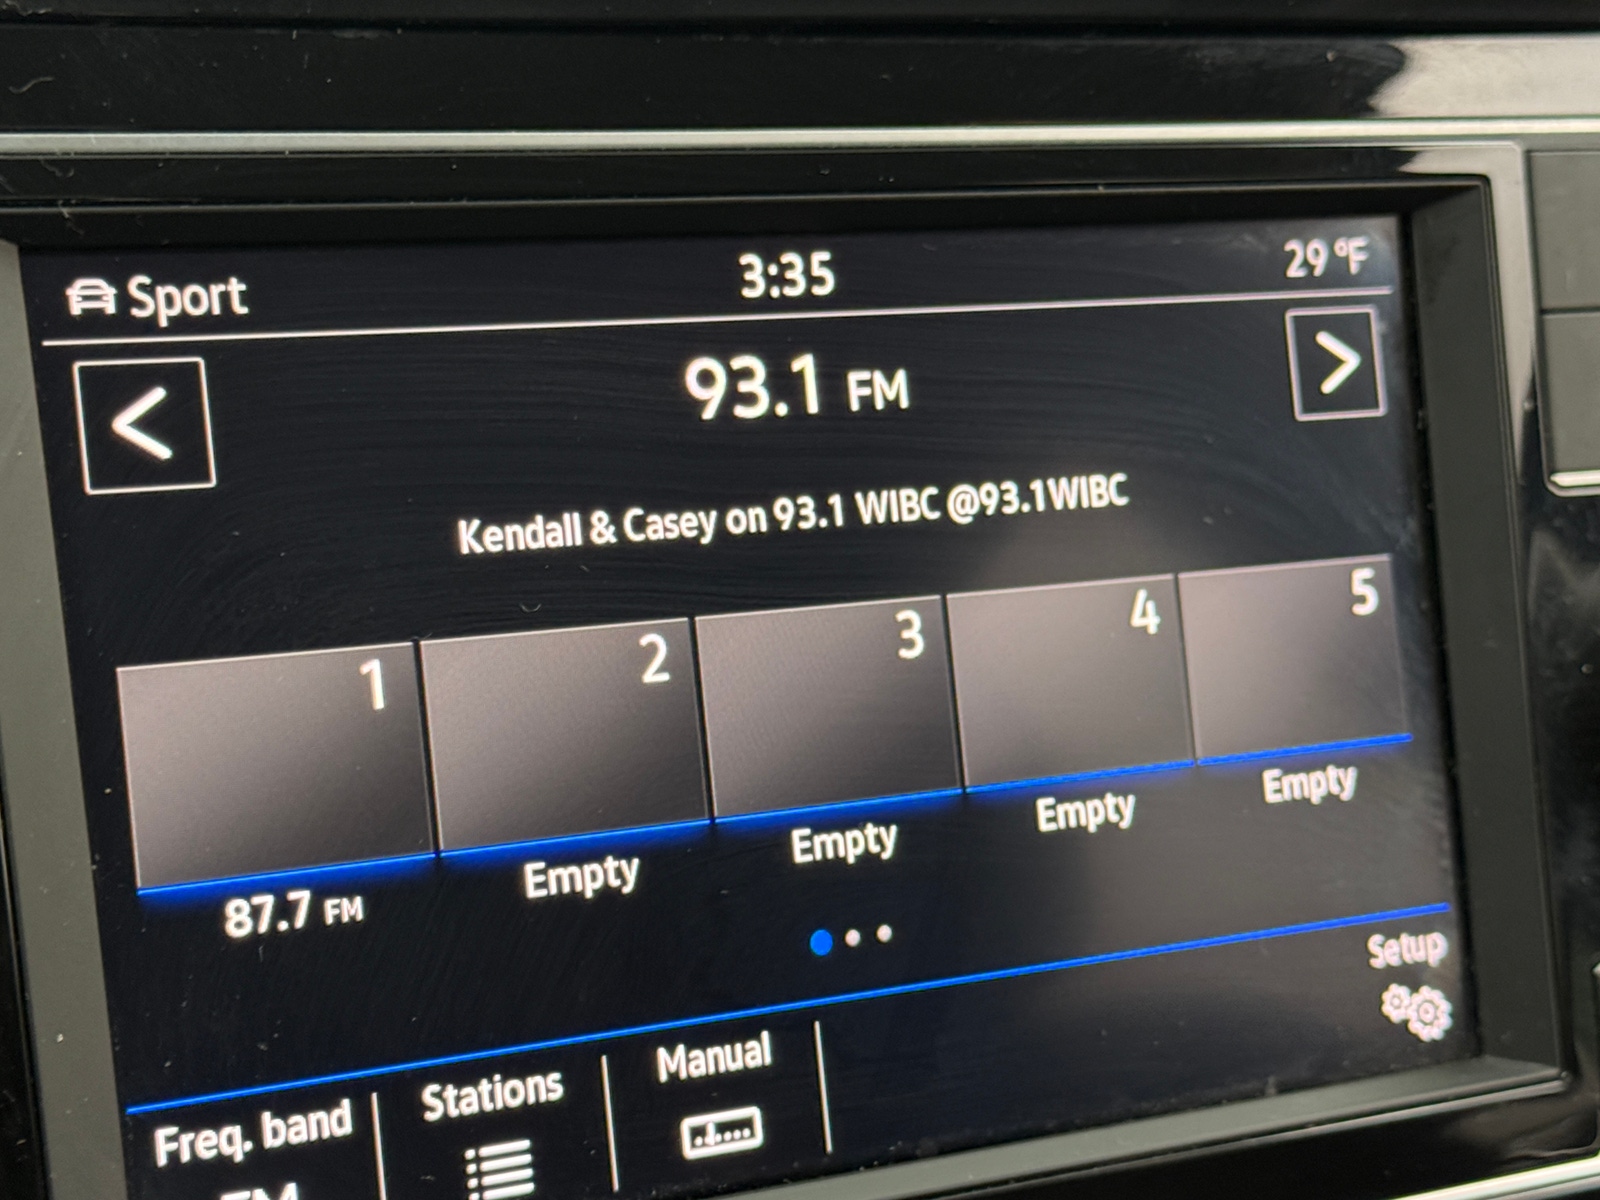 Sport
3:35
29 °F
93.1 FM
Kendall & Casey on 93.1 WIBC @93.1WIBC
1
2
3
4
5
87.7 FM
Empty
Empty
Empty
Empty
Setup
Freq. band
Stations
Manual
FM